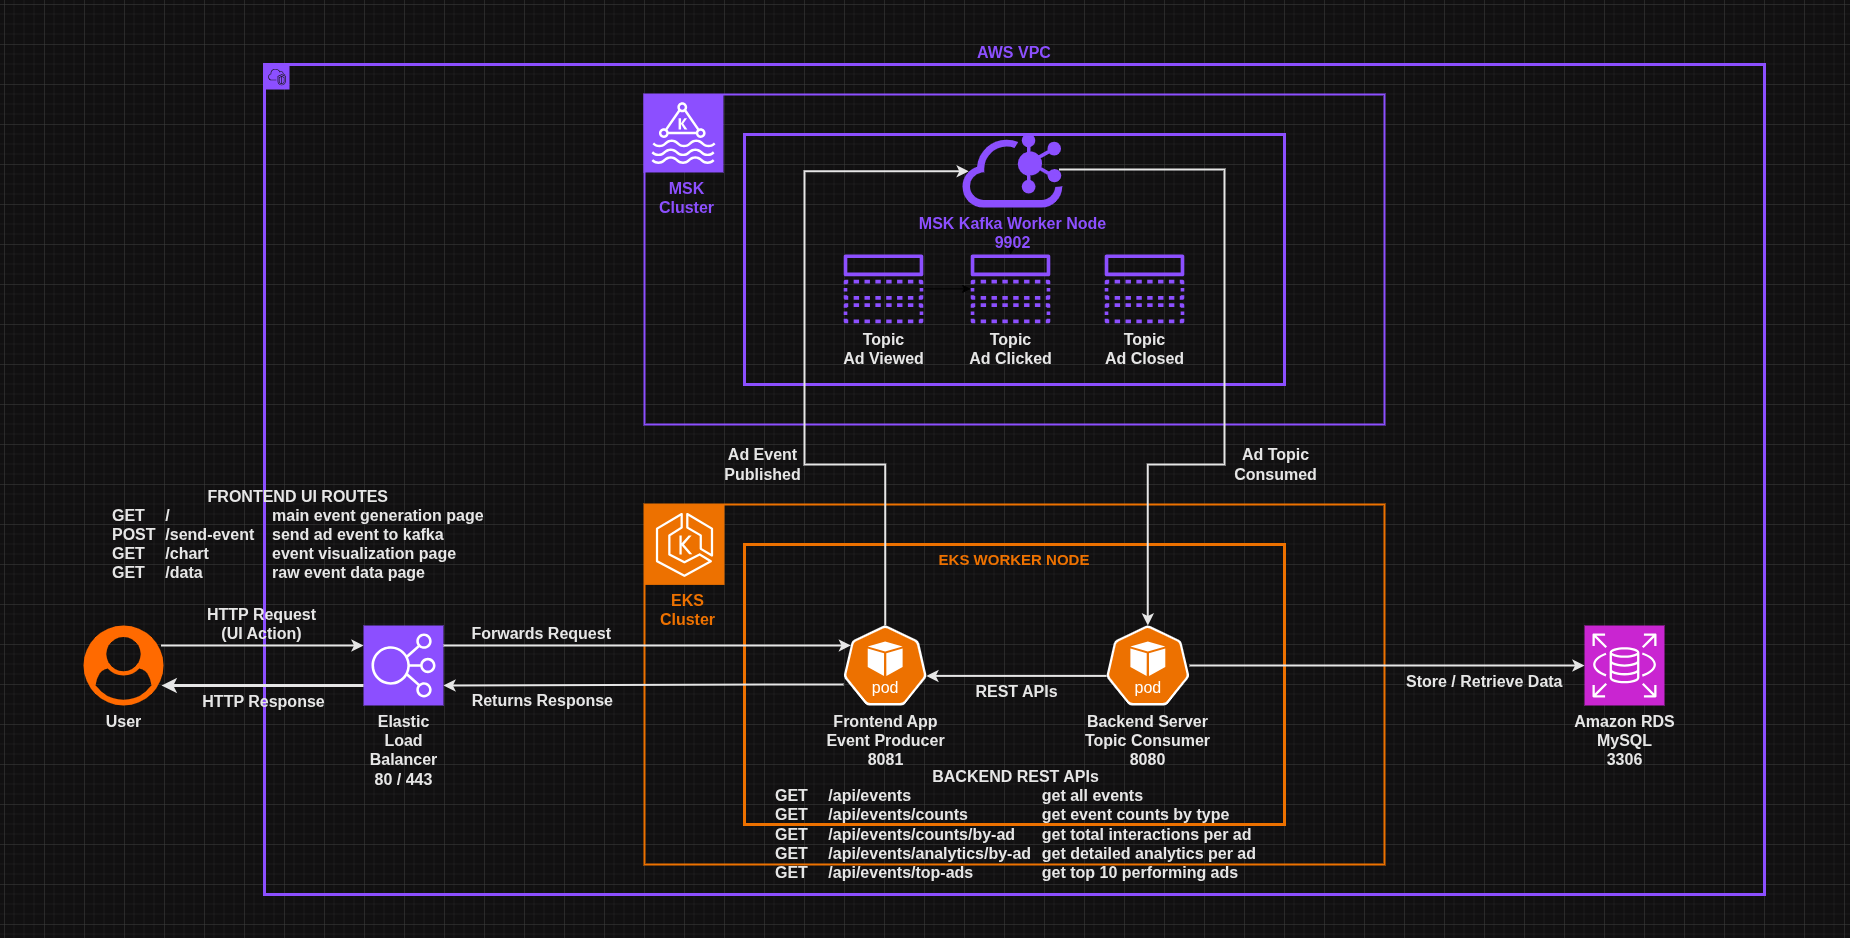 AWS VPC
K
MSK
Cluster
MSK Kafka Worker Node
9902
Topic
Ad Viewed
Topic
Ad Clicked
Topic
Ad Closed
Ad Event
Published
Ad Topic
Consumed
FRONTEND UI ROUTES
GET / main event generation page
POST /send-event send ad event to kafka
GET /chart event visualization page
GET /data raw event data page
K
EKS
Cluster
EKS WORKER NODE
HTTP Request
(UI Action)
Forwards Request
HTTP Response
Returns Response
User
Elastic
Load
Balancer
80 / 443
pod
Frontend App
Event Producer
8081
REST APIs
pod
Backend Server
Topic Consumer
8080
Store / Retrieve Data
Amazon RDS
MySQL
3306
BACKEND REST APIs
GET /api/events get all events
GET /api/events/counts get event counts by type
GET /api/events/counts/by-ad get total interactions per ad
GET /api/events/analytics/by-ad get detailed analytics per ad
GET /api/events/top-ads get top 10 performing ads